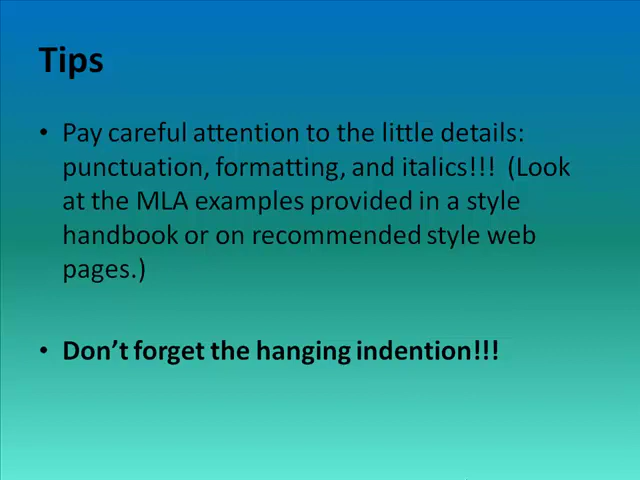 Tips
• Pay careful attention to the little details:
punctuation, formatting, and italics!!!  (Look
at the MLA examples provided in a style
handbook or on recommended style web
pages.)
• Don’t forget the hanging indention!!!